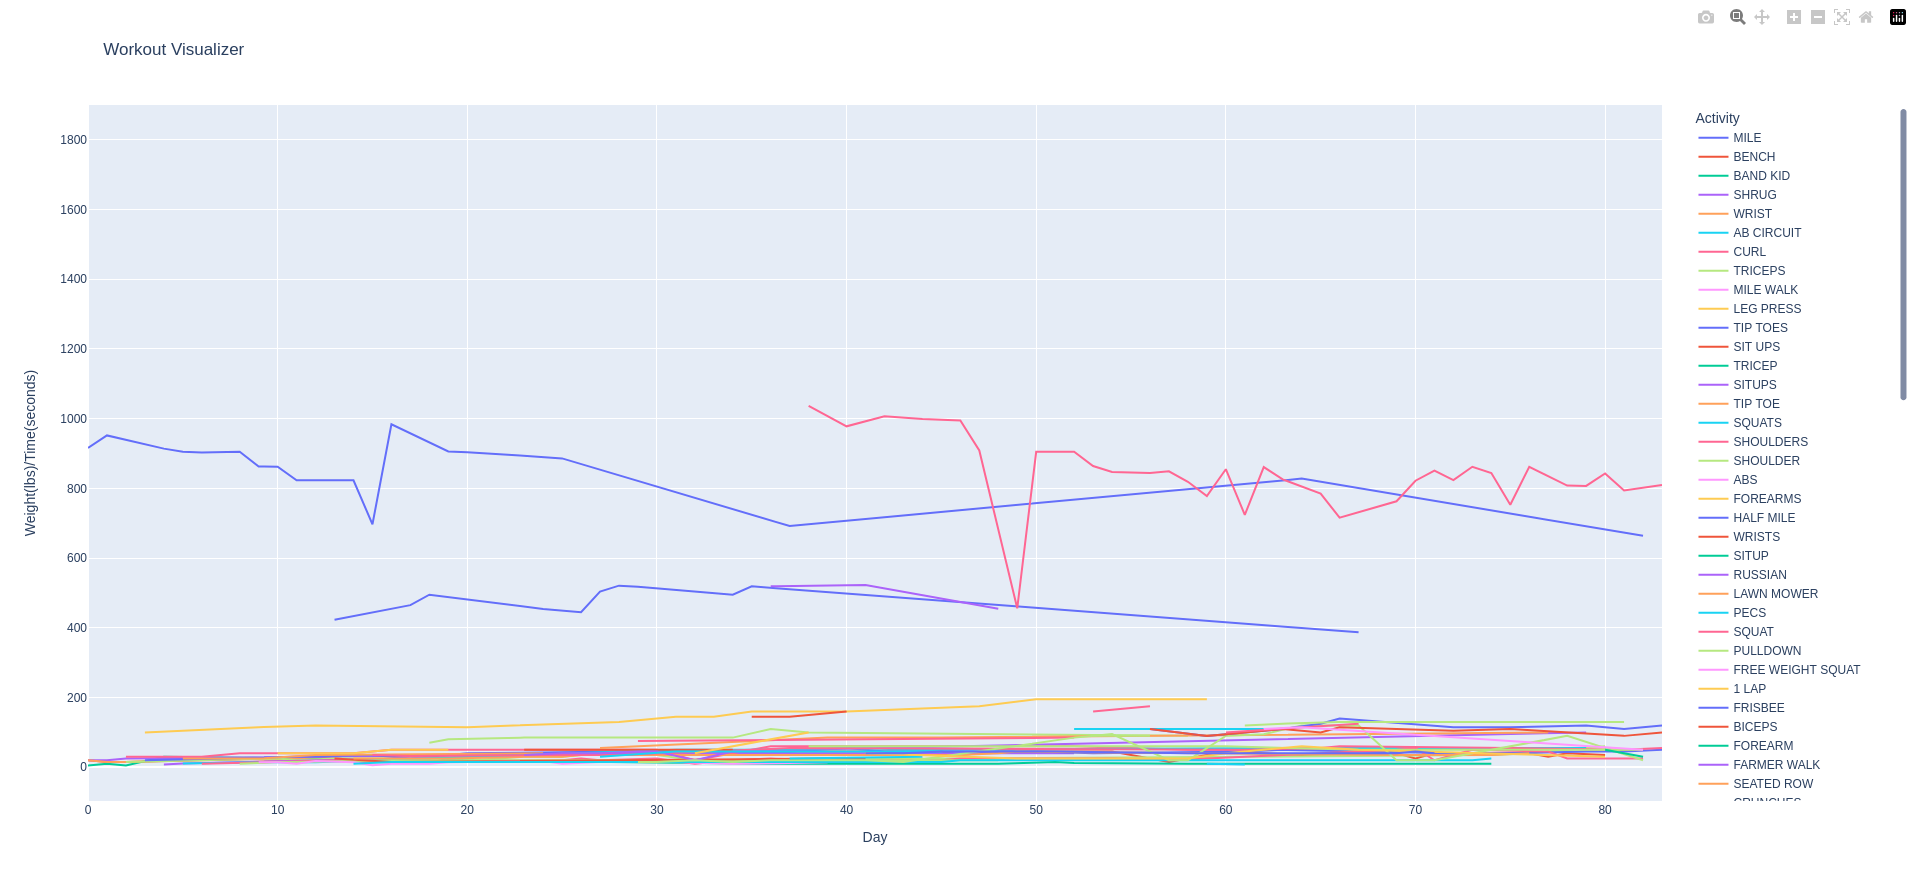 Workout Visualizer
1800
1600
1400
1200
1000
800
600
400
200
0
Weight(lbs)/Time(seconds)
0 10 20 30 40 50 60 70 80
Day
Activity
MILE
BENCH
BAND KID
SHRUG
WRIST
AB CIRCUIT
CURL
TRICEPS
MILE WALK
LEG PRESS
TIP TOES
SIT UPS
TRICEP
SITUPS
TIP TOE
SQUATS
SHOULDERS
SHOULDER
ABS
FOREARMS
HALF MILE
WRISTS
SITUP
RUSSIAN
LAWN MOWER
PECS
SQUAT
PULLDOWN
FREE WEIGHT SQUAT
1 LAP
FRISBEE
BICEPS
FOREARM
FARMER WALK
SEATED ROW